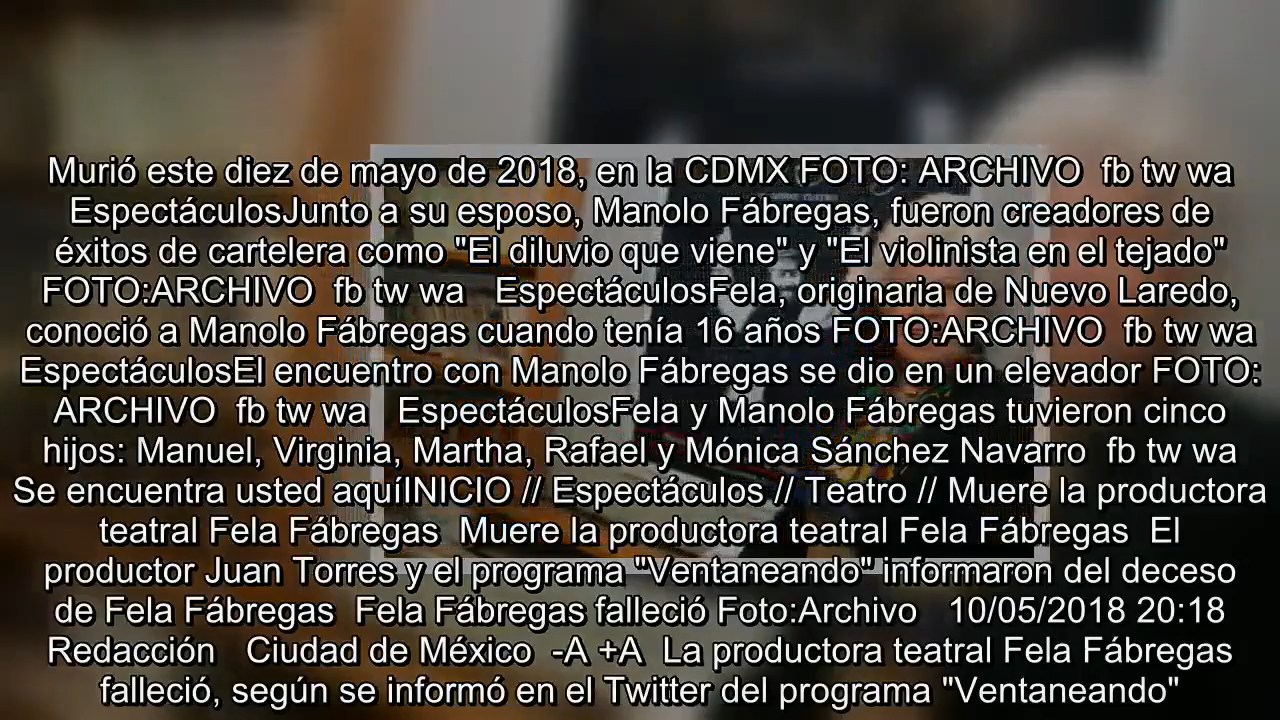 Murió este diez de mayo de 2018, en la CDMX FOTO: ARCHIVO  fb tw wa
EspectáculosJunto a su esposo, Manolo Fábregas, fueron creadores de
éxitos de cartelera como "El diluvio que viene" y "El violinista en el tejado"
FOTO:ARCHIVO  fb tw wa   EspectáculosFela, originaria de Nuevo Laredo,
conoció a Manolo Fábregas cuando tenía 16 años FOTO:ARCHIVO  fb tw wa
EspectáculosEl encuentro con Manolo Fábregas se dio en un elevador FOTO:
ARCHIVO  fb tw wa   EspectáculosFela y Manolo Fábregas tuvieron cinco
hijos: Manuel, Virginia, Martha, Rafael y Mónica Sánchez Navarro  fb tw wa
Se encuentra usted aquíINICIO // Espectáculos // Teatro // Muere la productora
teatral Fela Fábregas  Muere la productora teatral Fela Fábregas  El
productor Juan Torres y el programa "Ventaneando" informaron del deceso
de Fela Fábregas  Fela Fábregas falleció Foto:Archivo   10/05/2018 20:18
Redacción   Ciudad de México  -A +A  La productora teatral Fela Fábregas
falleció, según se informó en el Twitter del programa "Ventaneando"